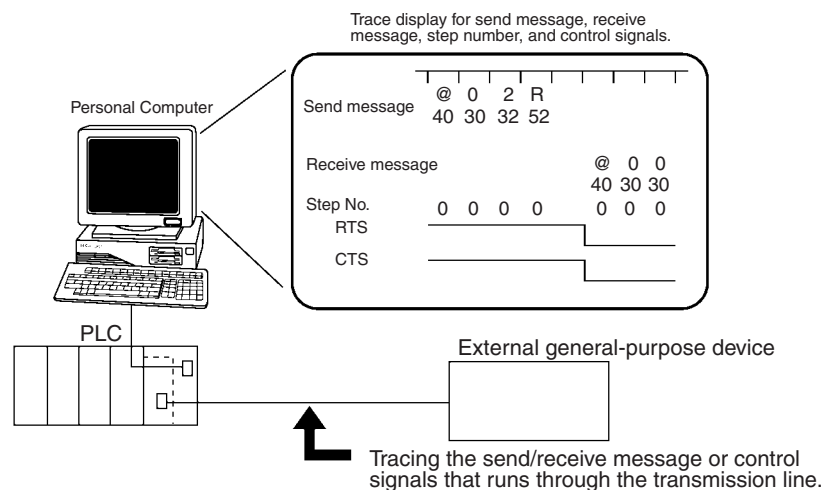 Trace display for send message, receive
message, step number, and control signals.
Personal Computer
Send message
@ 0 2 R
40 30 32 52
Receive message
@ 0 0
40 30 30
Step No. 0 0 0 0 0 0 0
RTS
CTS
PLC
External general-purpose device
Tracing the send/receive message or control
signals that runs through the transmission line.